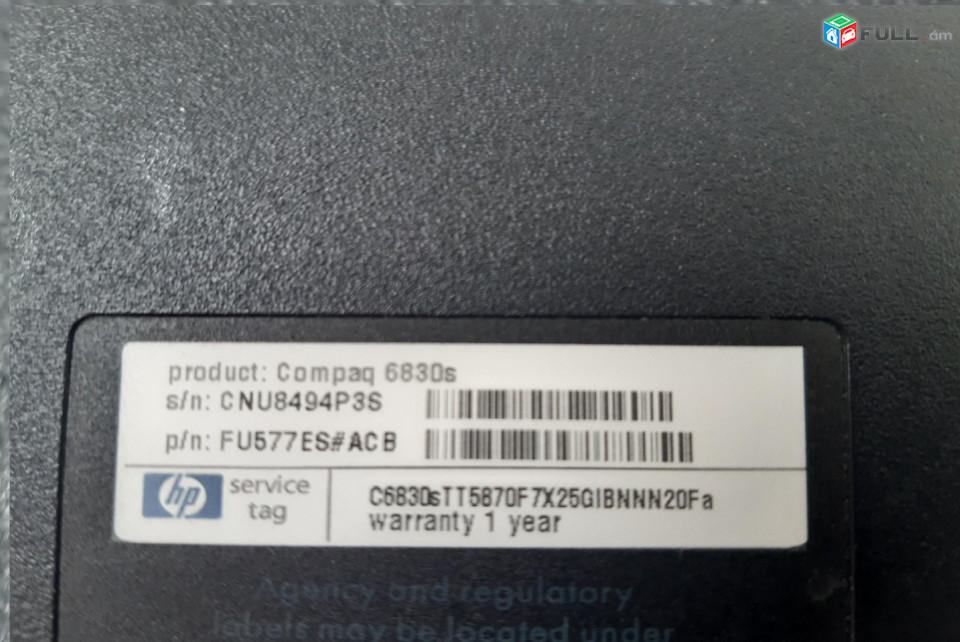 FULL.am
product: Compaq 6830s
s/n: CNU8494P3S
p/n: FU577ES#ACB
hp service tag
C6830sTT5870F7X25GIBNNN20Fa
warranty 1 year
Agency and regulatory
labels may be located under